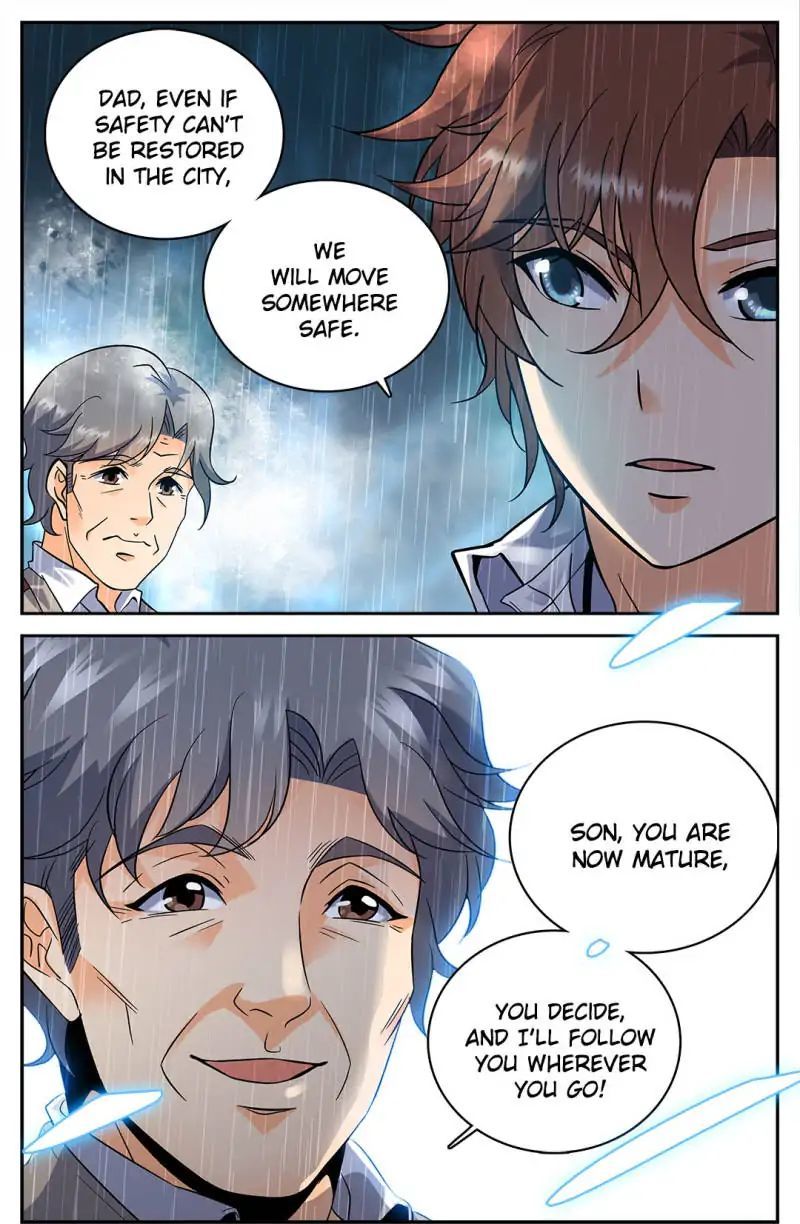 DAD, EVEN IF
SAFETY CAN'T
BE RESTORED
IN THE CITY,
WE
WILL MOVE
SOMEWHERE
SAFE.
SON, YOU ARE
NOW MATURE,
YOU DECIDE,
AND I'LL FOLLOW
YOU WHEREVER
YOU GO!